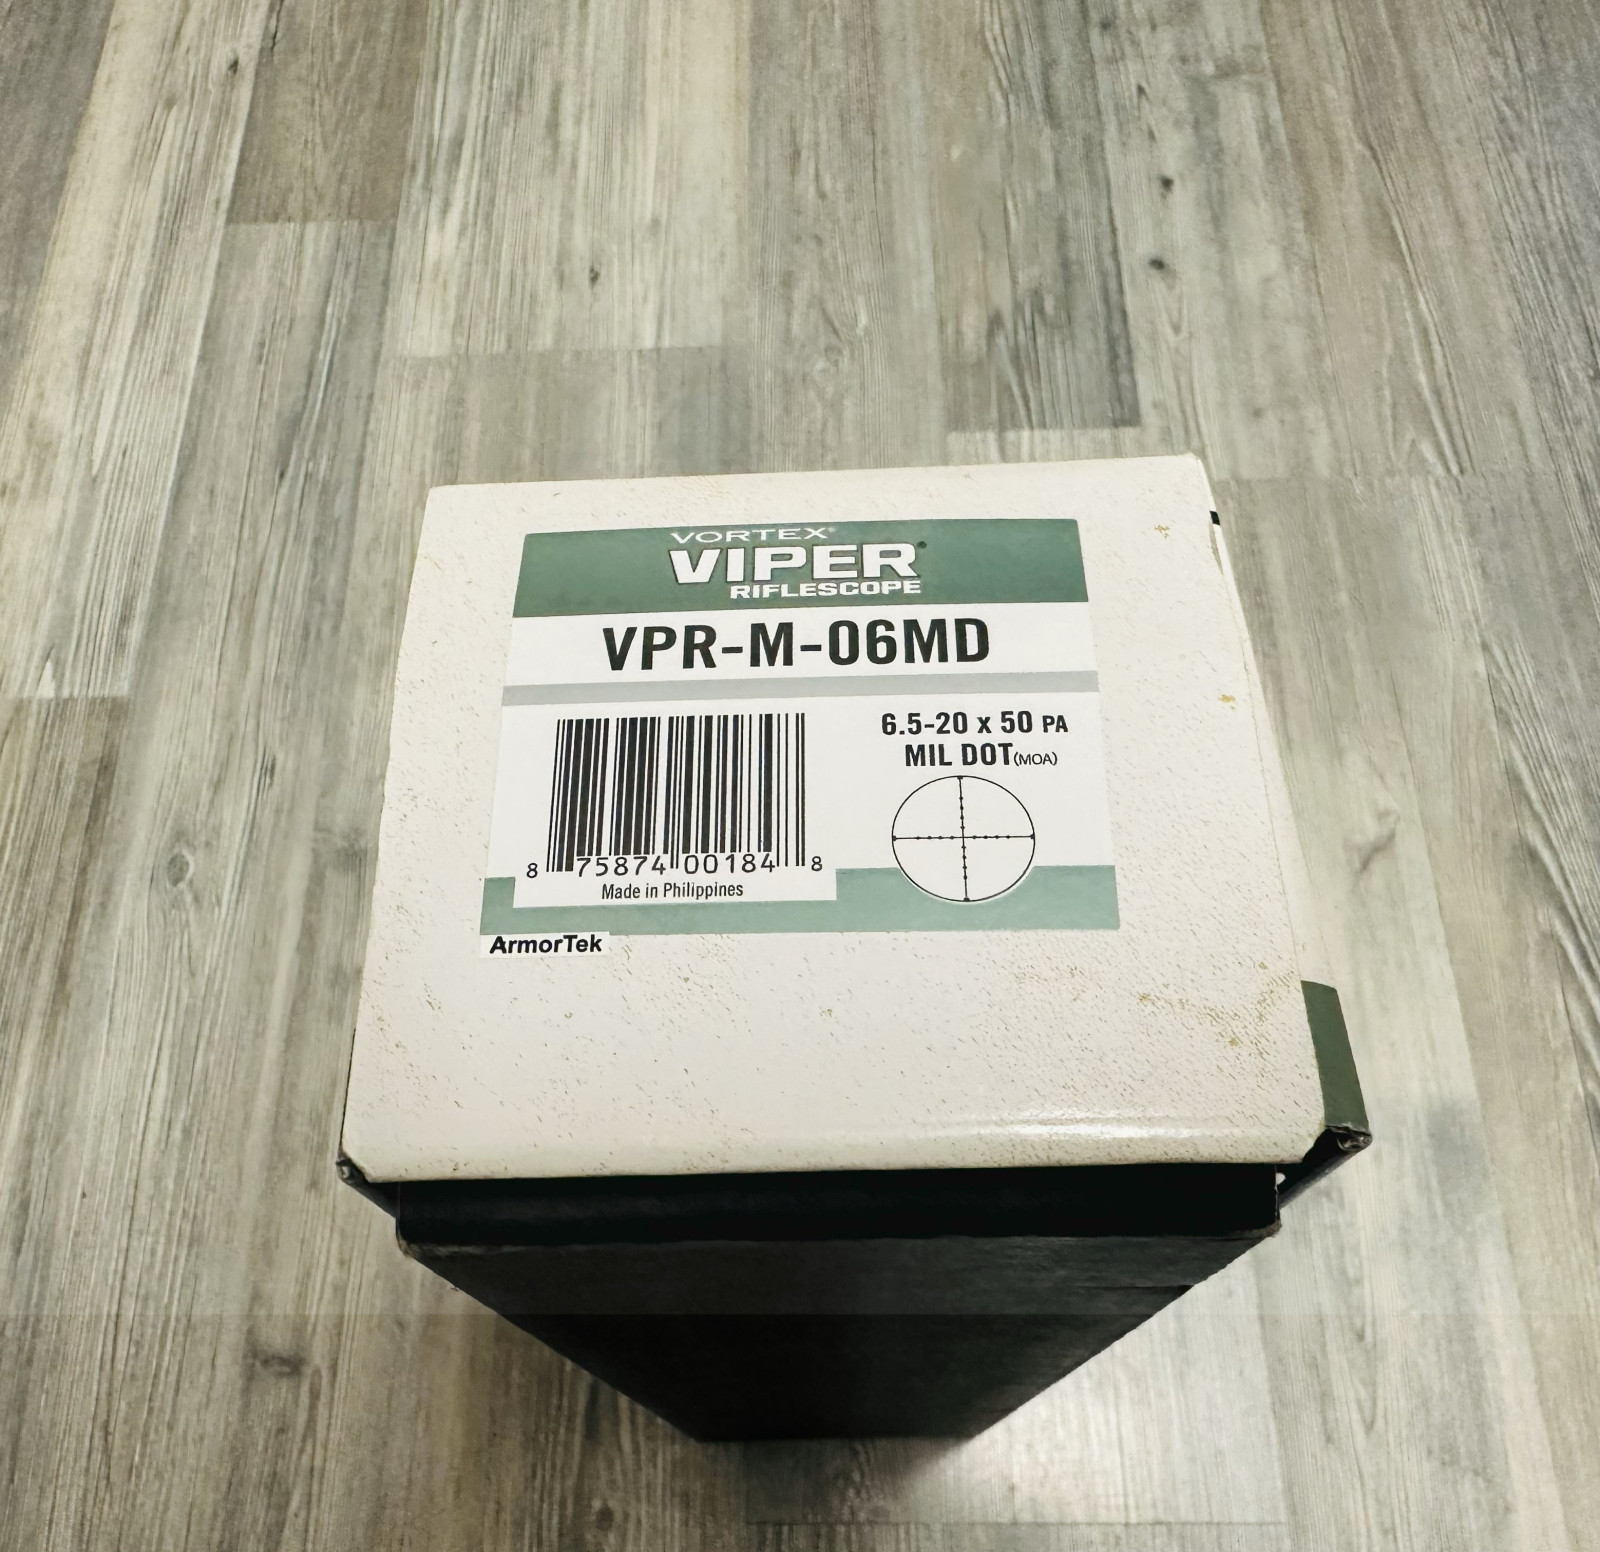 VORTEX®
VIPER®
RIFLESCOPE
VPR-M-06MD
6.5-20 x 50 PA
MIL DOT(MOA)
8 75874 00184 8
Made in Philippines
ArmorTek